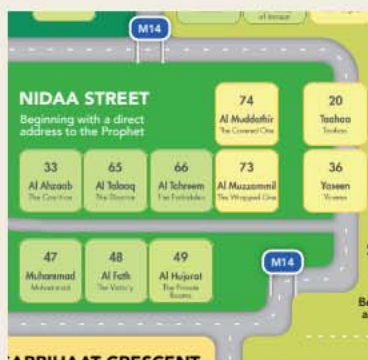 M14
NIDAA STREET
Beginning with a direct
address to the Prophet
74
Al Muddathir
The Covered One
20
Taahaa
Taahaa
33
Al Ahzaab
The Coalition
65
Al Talaaq
The Divorce
66
Al Tahreem
The Forbidden
73
Al Muzzammil
The Wrapped One
36
Yaseen
Yaseen
47
Muhammad
Muhammad
48
Al Fath
The Victory
49
Al Hujurat
The Private
Rooms
M14
Be
a
CRESCENT